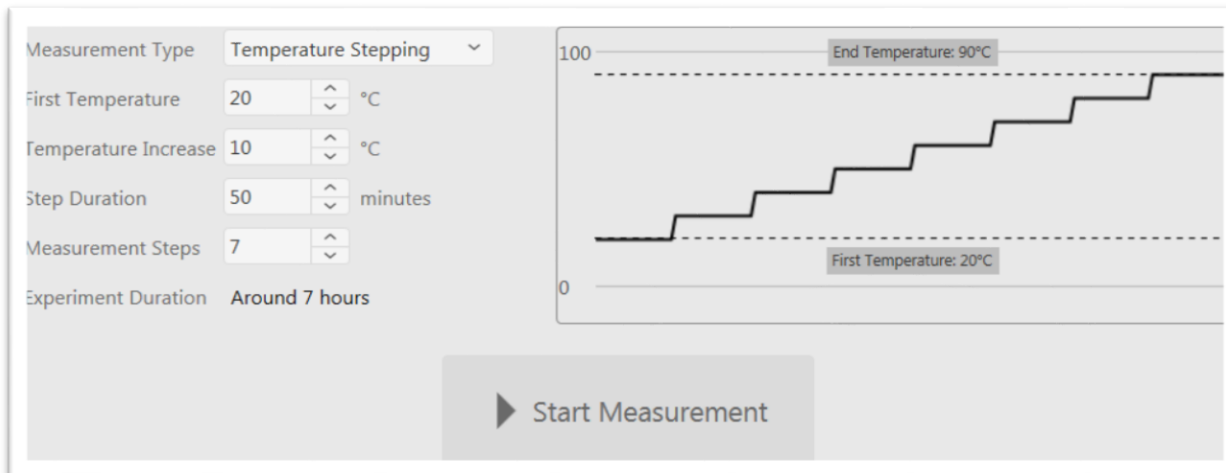 Measurement Type Temperature Stepping
First Temperature 20 °C
Temperature Increase 10 °C
Step Duration 50 minutes
Measurement Steps 7
Experiment Duration Around 7 hours
100
End Temperature: 90°C
First Temperature: 20°C
0
Start Measurement